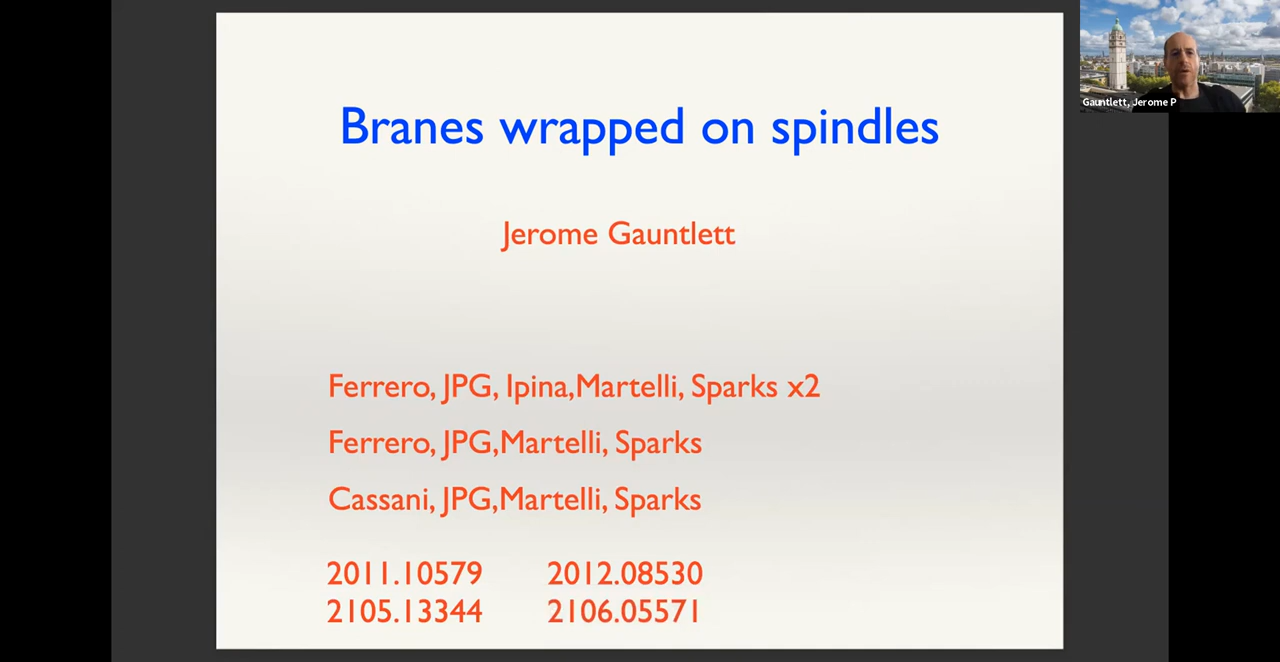 Branes wrapped on spindles
Jerome Gauntlett
Ferrero, JPG, Ipina,Martelli, Sparks x2
Ferrero, JPG,Martelli, Sparks
Cassani, JPG,Martelli, Sparks
2011.10579 2012.08530
2105.13344 2106.05571
Gauntlett, Jerome P